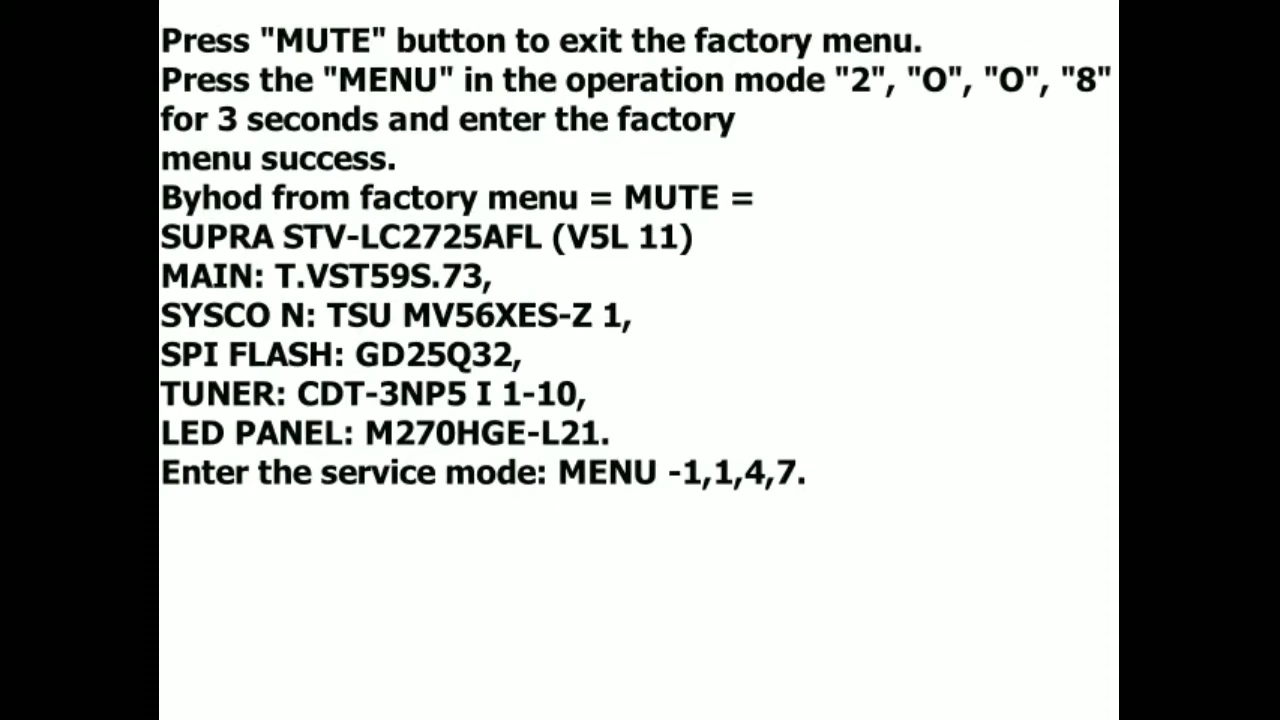 Press "MUTE" button to exit the factory menu.
Press the "MENU" in the operation mode "2", "O", "O", "8"
for 3 seconds and enter the factory
menu success.
Byhod from factory menu = MUTE =
SUPRA STV-LC2725AFL (V5L 11)
MAIN: T.VST59S.73,
SYSCO N: TSU MV56XES-Z 1,
SPI FLASH: GD25Q32,
TUNER: CDT-3NP5 I 1-10,
LED PANEL: M270HGE-L21.
Enter the service mode: MENU -1,1,4,7.